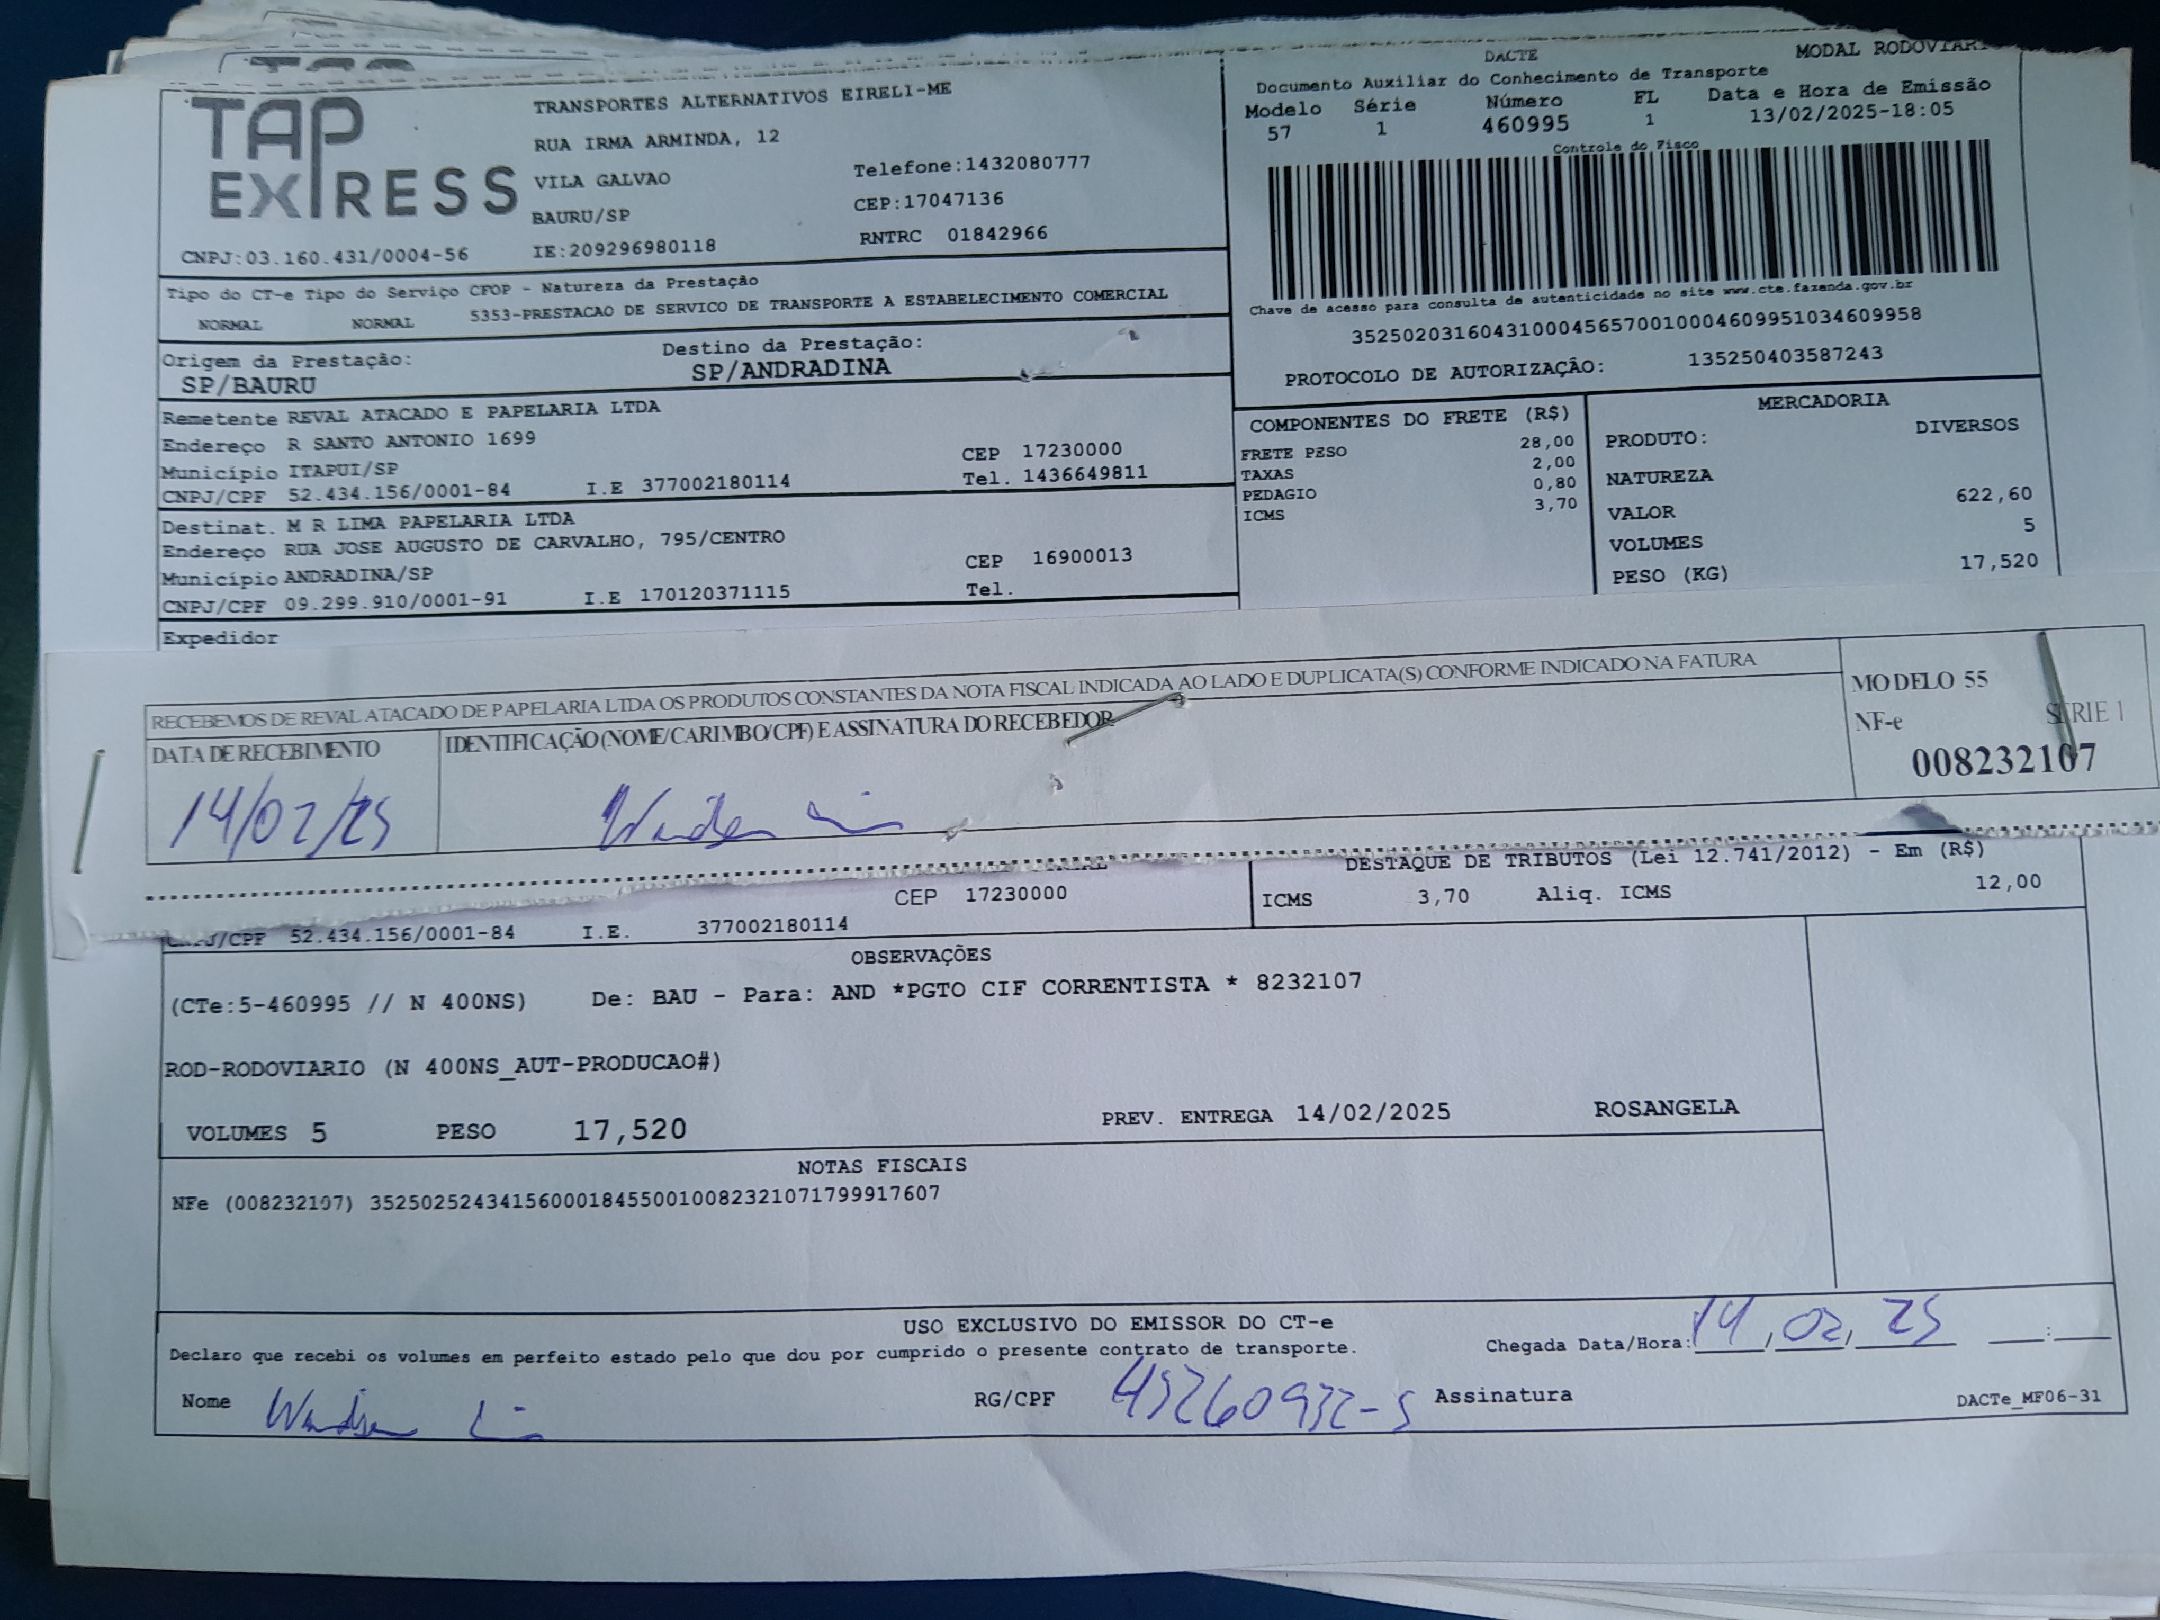 TAP EXPRESS
TRANSPORTES ALTERNATIVOS EIRELI-ME
RUA IRMA ARMINDA, 12
VILA GALVAO
Telefone:1432080777
BAURU/SP
CEP:17047136
CNPJ:03.160.431/0004-56
IE:209296980118
RNTRC 01842966
DACTE
MODAL RODOVIARI
Documento Auxiliar do Conhecimento de Transporte
Modelo Série Número FL Data e Hora de Emissão
57 1 460995 1 13/02/2025-18:05
Controle do Fisco
Chave de acesso para consulta de autenticidade no site www.cte.fazenda.gov.br
35250203160431000456570010004609951034609958
PROTOCOLO DE AUTORIZAÇÃO: 135250403587243
Tipo do CT-e Tipo do Serviço CFOP - Natureza da Prestação
NORMAL NORMAL 5353-PRESTACAO DE SERVICO DE TRANSPORTE A ESTABELECIMENTO COMERCIAL
Origem da Prestação: Destino da Prestação:
SP/BAURU SP/ANDRADINA
Remetente REVAL ATACADO E PAPELARIA LTDA
Endereço R SANTO ANTONIO 1699
Município ITAPUI/SP CEP 17230000
CNPJ/CPF 52.434.156/0001-84 I.E 377002180114 Tel. 1436649811
Destinat. M R LIMA PAPELARIA LTDA
Endereço RUA JOSE AUGUSTO DE CARVALHO, 795/CENTRO
Município ANDRADINA/SP CEP 16900013
CNPJ/CPF 09.299.910/0001-91 I.E 170120371115 Tel.
Expedidor
COMPONENTES DO FRETE (R$)
FRETE PESO 28,00
TAXAS 2,00
PEDAGIO 0,80
ICMS 3,70
MERCADORIA
PRODUTO: DIVERSOS
NATUREZA
VALOR 622,60
VOLUMES 5
PESO (KG) 17,520
RECEBEMOS DE REVAL ATACADO DE PAPELARIA LTDA OS PRODUTOS CONSTANTES DA NOTA FISCAL INDICADA AO LADO E DUPLICATA(S) CONFORME INDICADO NA FATURA
DATA DE RECEBIMENTO
IDENTIFICAÇÃO (NOME/CARIMBO/CPF) E ASSINATURA DO RECEBEDOR
14/02/25
MODELO 55
NF-e SERIE 1
008232107
CEP 17230000
CNPJ/CPF 52.434.156/0001-84 I.E. 377002180114
DESTAQUE DE TRIBUTOS (Lei 12.741/2012) - Em (R$)
ICMS 3,70 Aliq. ICMS 12,00
OBSERVAÇÕES
(CTe:5-460995 // N 400NS) De: BAU - Para: AND *PGTO CIF CORRENTISTA * 8232107
ROD-RODOVIARIO (N 400NS_AUT-PRODUCAO#)
VOLUMES 5 PESO 17,520 PREV. ENTREGA 14/02/2025 ROSANGELA
NOTAS FISCAIS
NFe (008232107) 35250252434156000184550010082321071799917607
USO EXCLUSIVO DO EMISSOR DO CT-e
Declaro que recebi os volumes em perfeito estado pelo que dou por cumprido o presente contrato de transporte.
Chegada Data/Hora: 14/02/25 __:__
Nome RG/CPF Assinatura
DACTe_MF06-31